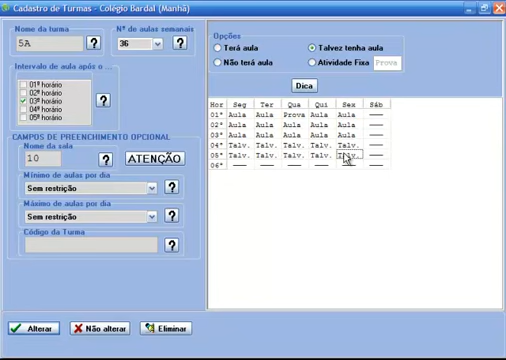 Cadastro de Turmas - Colégio Bardal (Manhã)
Nome da turma
5A
?
Nº de aulas semanais
36
?
Opções
Terá aula
Talvez tenha aula
Não terá aula
Atividade Fixa
Prova
Dica
Intervalo de aula após o ...
01º horário
02º horário
03º horário
04º horário
05º horário
?
CAMPOS DE PREENCHIMENTO OPCIONAL
Nome da sala
10
?
ATENÇÃO
Mínimo de aulas por dia
Sem restrição
?
Máximo de aulas por dia
Sem restrição
?
Código da Turma
?
Hor Seg Ter Qua Qui Sex Sáb
01º Aula Aula Prova Aula Aula
02º Aula Aula Aula Aula Aula
03º Aula Aula Aula Aula Aula
04º Talv. Talv. Talv. Talv. Talv.
05º Talv. Talv. Talv. Talv. Talv.
06º
Alterar
Não alterar
Eliminar